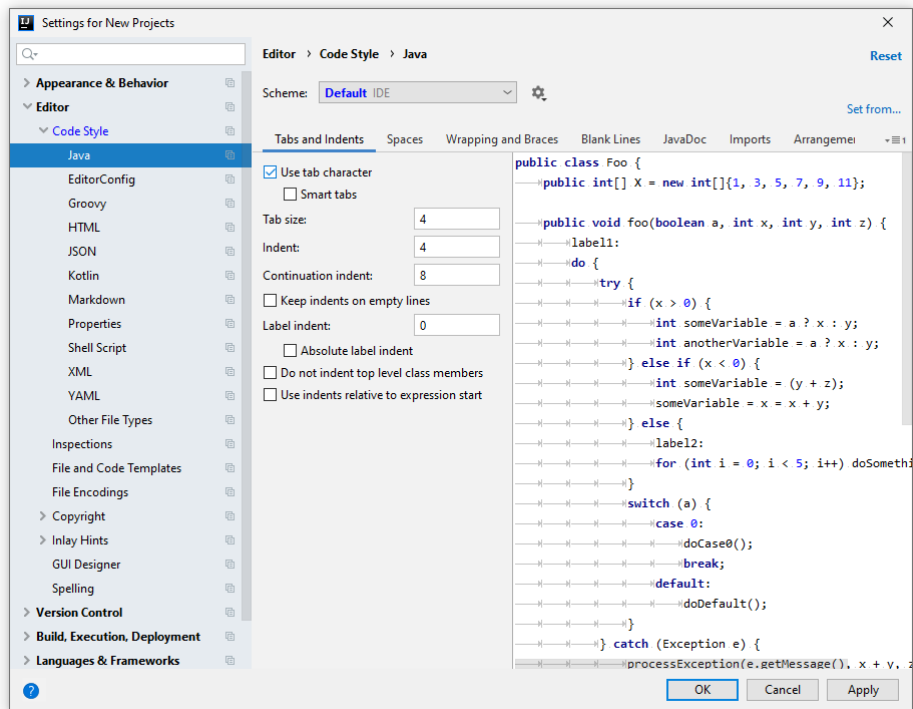 IJ Settings for New Projects
Appearance & Behavior
Editor
Code Style
Java
EditorConfig
Groovy
HTML
JSON
Kotlin
Markdown
Properties
Shell Script
XML
YAML
Other File Types
Inspections
File and Code Templates
File Encodings
Copyright
Inlay Hints
GUI Designer
Spelling
Version Control
Build, Execution, Deployment
Languages & Frameworks
Editor › Code Style › Java
Reset
Scheme: Default IDE
Set from...
Tabs and Indents Spaces Wrapping and Braces Blank Lines JavaDoc Imports Arrangemei
Use tab character
Smart tabs
Tab size: 4
Indent: 4
Continuation indent: 8
Keep indents on empty lines
Label indent: 0
Absolute label indent
Do not indent top level class members
Use indents relative to expression start
public class Foo {
public int[] X = new int[]{1, 3, 5, 7, 9, 11};
public void foo(boolean a, int x, int y, int z) {
label1:
do {
try {
if (x > 0) {
int someVariable = a ? x : y;
int anotherVariable = a ? x : y;
} else if (x < 0) {
int someVariable = (y + z);
someVariable = x = x + y;
} else {
label2:
for (int i = 0; i < 5; i++) doSomethi
}
switch (a) {
case 0:
doCase0();
break;
default:
doDefault();
}
} catch (Exception e) {
processException(e.getMessage(), x + y, z
?
OK Cancel Apply